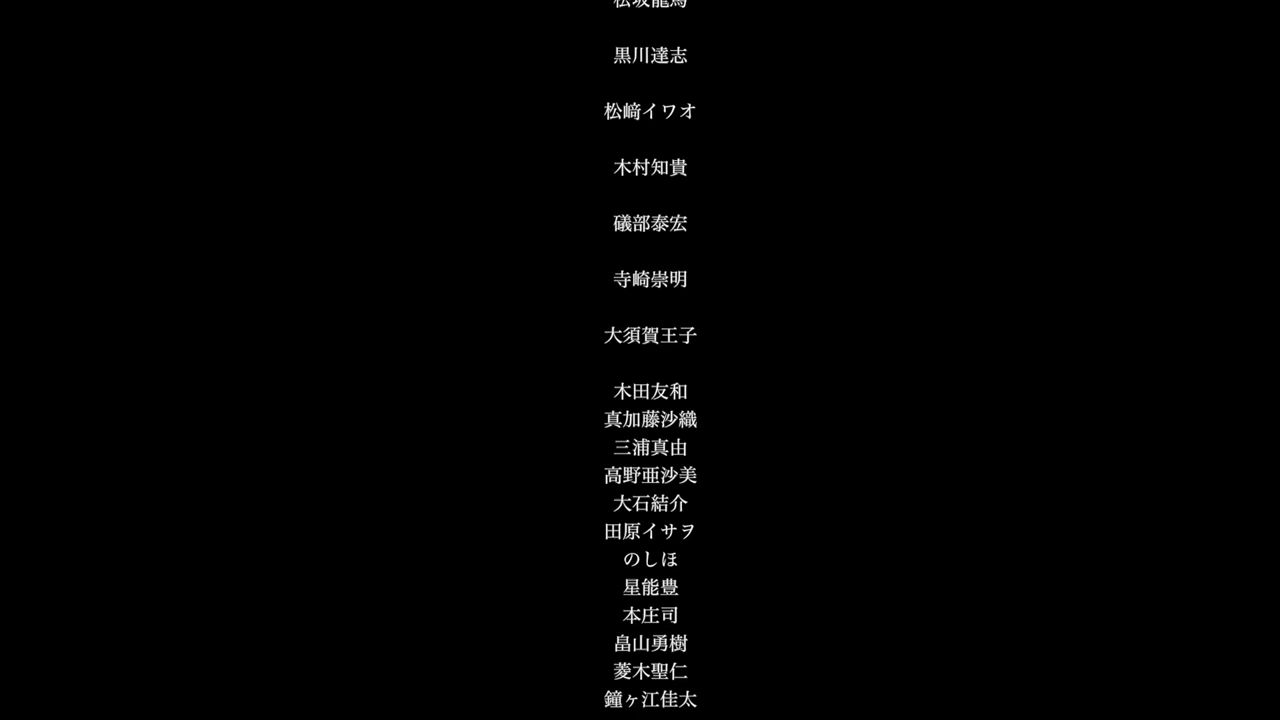 黒川達志
松﨑イワオ
木村知貴
礒部泰宏
寺崎崇明
大須賀王子
木田友和
真加藤沙織
三浦真由
高野亜沙美
大石結介
田原イサヲ
のしほ
星能豊
本庄司
畠山勇樹
菱木聖仁
鐘ヶ江佳太